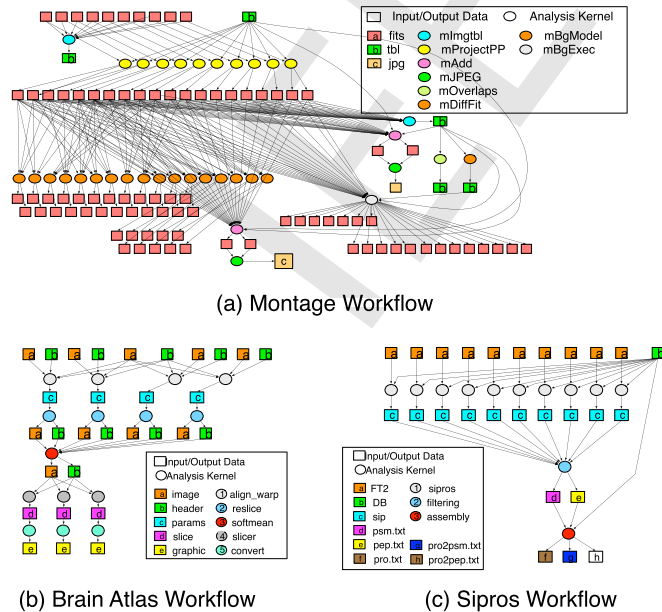 Input/Output Data
Analysis Kernel
a fits
b tbl
c jpg
mImgtbl
mProjectPP
mAdd
mJPEG
mOverlaps
mDiffFit
mBgModel
mBgExec
b
b
b
b
b
c
(a) Montage Workflow
a b a b a b a b a b
c c c c
a b a b a b a b
a b
d d d
e e e
Input/Output Data
Analysis Kernel
a image
b header
c params
d slice
e graphic
1 align_warp
2 reslice
3 softmean
4 slicer
5 convert
(b) Brain Atlas Workflow
a a a a a a a a a a b
c c c c c c c c c c
d e
f g h
Input/Output Data
Analysis Kernel
a FT2
b DB
c sip
d psm.txt
e pep.txt
f pro.txt
1 sipros
2 filtering
3 assembly
g pro2psm.txt
h pro2pep.txt
(c) Sipros Workflow